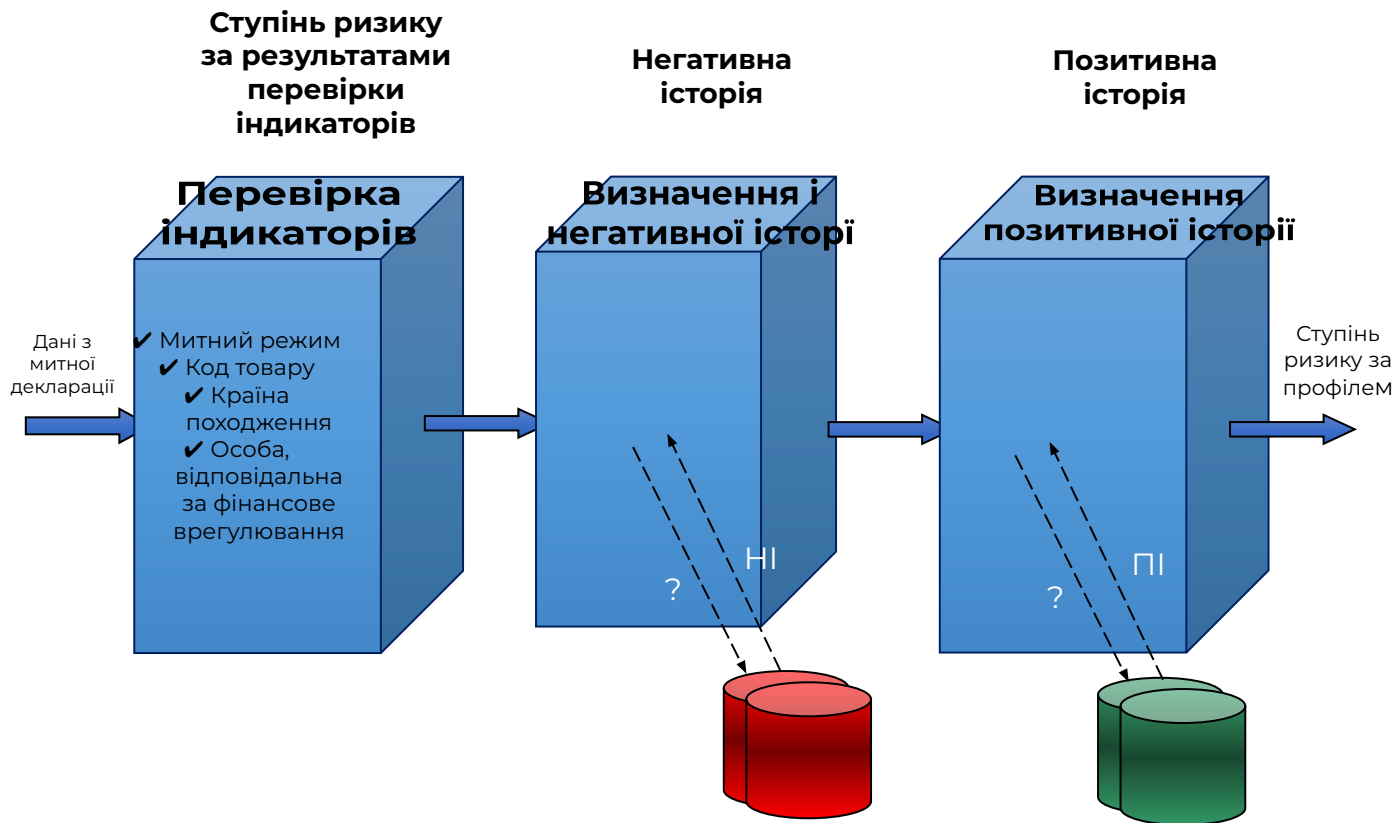 Ступінь ризику
за результатами
перевірки
індикаторів
Негативна
історія
Позитивна
історія
Перевірка
індикаторів
Визначення і
негативної історї
Визначення
позитивної історії
Дані з
митної
декларації
✔ Митний режим
✔ Код товару
✔ Країна
походження
✔ Особа,
відповідальна
за фінансове
врегулювання
Ступінь
ризику за
профілем
?
НІ
?
ПІ